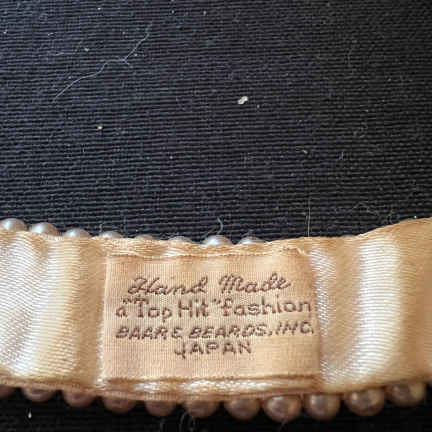 Hand Made
a "Top Hit" fashion
BAAR & BEARDS, INC.
JAPAN